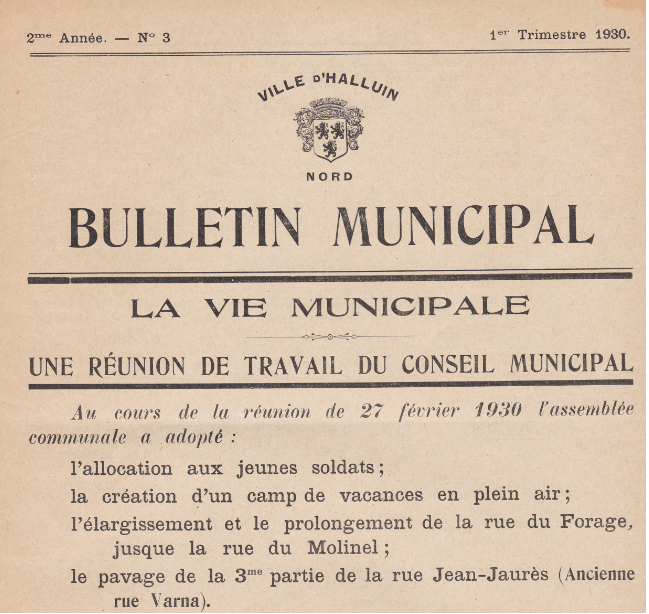 2me Année. — No 3
1er Trimestre 1930.
VILLE D'HALLUIN
NORD
BULLETIN MUNICIPAL
LA VIE MUNICIPALE
UNE RÉUNION DE TRAVAIL DU CONSEIL MUNICIPAL
Au cours de la réunion de 27 février 1930 l'assemblée
communale a adopté :
l'allocation aux jeunes soldats ;
la création d'un camp de vacances en plein air ;
l'élargissement et le prolongement de la rue du Forage,
jusque la rue du Molinel ;
le pavage de la 3me partie de la rue Jean-Jaurès (Ancienne
rue Varna).